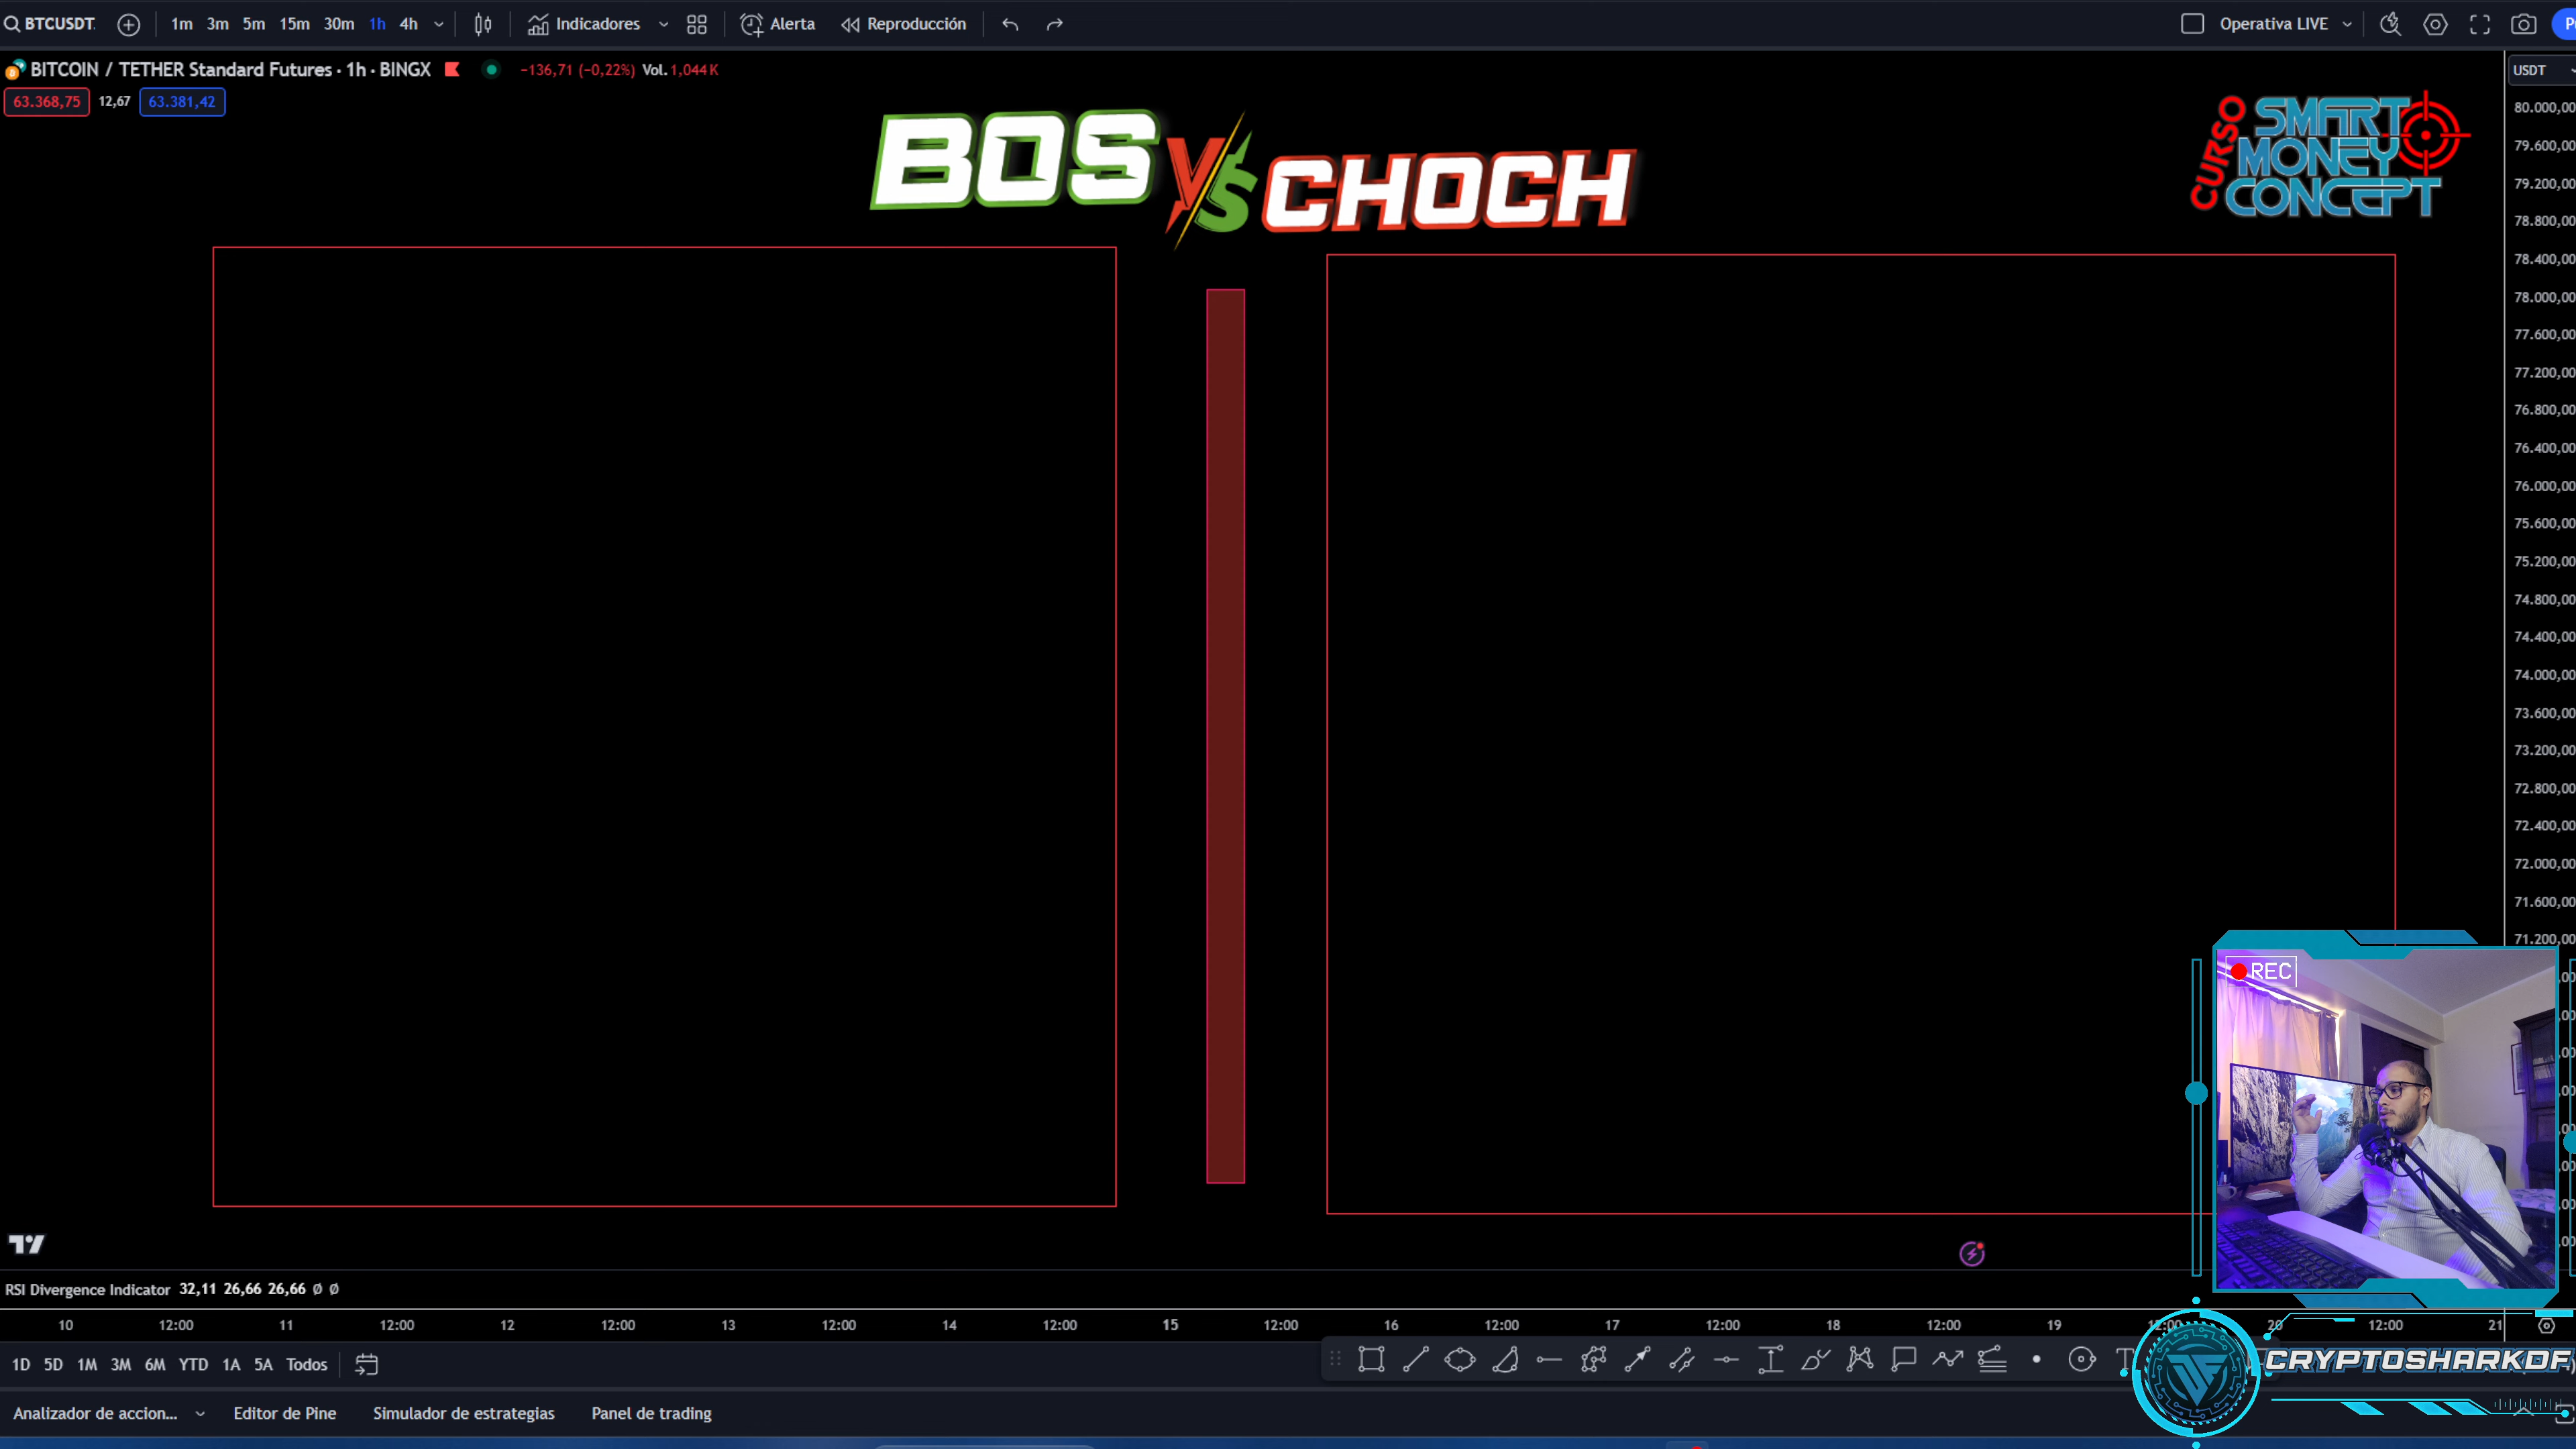 BTCUSDT. 1m 3m 5m 15m 30m 1h 4h Indicadores Alerta Reproducción Operativa LIVE
BITCOIN / TETHER Standard Futures · 1h · BINGX −136,71 (−0,22%) Vol. 1,044 K
USDT
63.368,75 12,67 63.381,42
BOS VS CHOCH
CURSO SMART MONEY CONCEPT
80.000,00
79.600,00
79.200,00
78.800,00
78.400,00
78.000,00
77.600,00
77.200,00
76.800,00
76.400,00
76.000,00
75.600,00
75.200,00
74.800,00
74.400,00
74.000,00
73.600,00
73.200,00
72.800,00
72.400,00
72.000,00
71.600,00
71.200,00
REC
RSI Divergence Indicator 32,11 26,66 26,66 ∅ ∅
10 12:00 11 12:00 12 12:00 13 12:00 14 12:00 15 12:00 16 12:00 17 12:00 18 12:00 19 12:00 20 12:00 21
1D 5D 1M 3M 6M YTD 1A 5A Todos
CRYPTOSHARKDF
Analizador de accion... Editor de Pine Simulador de estrategias Panel de trading